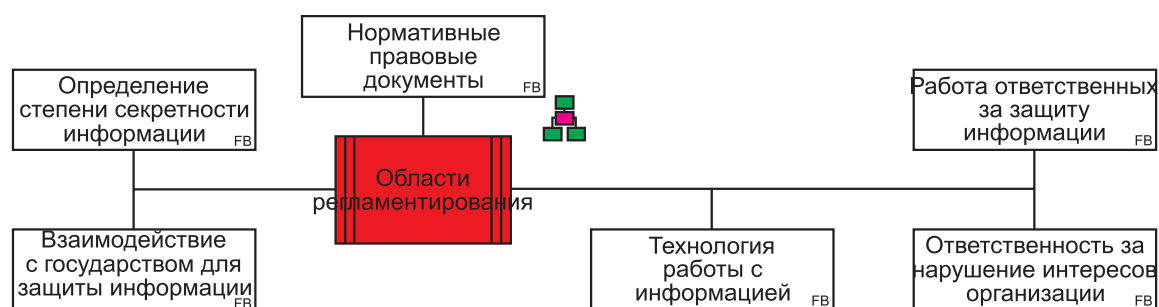 Нормативные
правовые
документы
FB
Определение
степени секретности
информации
FB
Работа ответственных
за защиту
информации
FB
Области
регламентирования
Взаимодействие
с государством для
защиты информации
FB
Технология
работы с
информацией
FB
Ответственность за
нарушение интересов
организации
FB